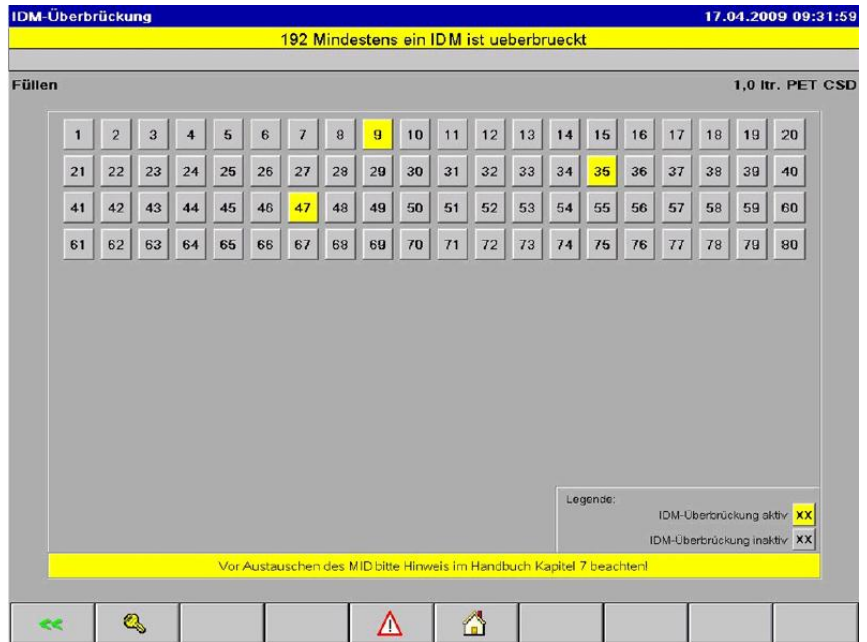 IDM-Überbrückung 17.04.2009 09:31:59
192 Mindestens ein IDM ist ueberbrueckt
Füllen 1,0 ltr. PET CSD
1 2 3 4 5 6 7 8 9 10 11 12 13 14 15 16 17 18 19 20
21 22 23 24 25 26 27 28 29 30 31 32 33 34 35 36 37 38 39 40
41 42 43 44 45 46 47 48 49 50 51 52 53 54 55 56 57 58 59 60
61 62 63 64 65 66 67 68 69 70 71 72 73 74 75 76 77 78 79 80
Legende:
IDM-Überbrückung aktiv XX
IDM-Überbrückung inaktiv XX
Vor Austauschen des MID bitte Hinweis im Handbuch Kapitel 7 beachten!
<<